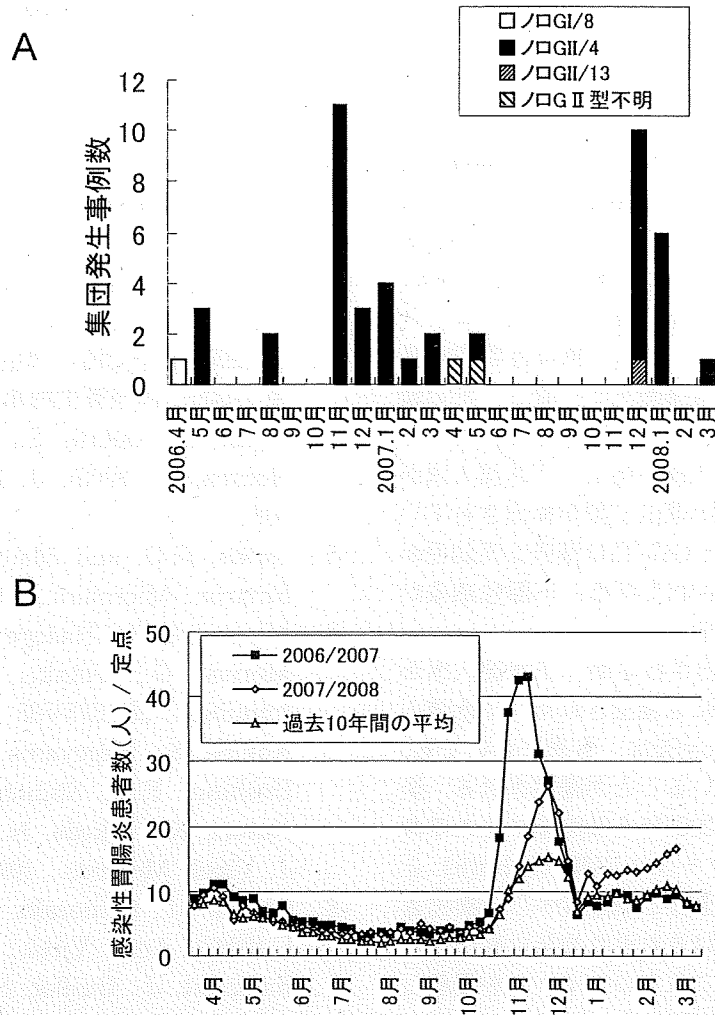 A
ノロGI/8
ノロGII/4
ノロGII/13
ノロGⅡ型不明
集団発生事例数
12
10
8
6
4
2
0
2006.4月
5月
6月
7月
8月
9月
10月
11月
12月
2007.1月
2月
3月
4月
5月
6月
7月
8月
9月
10月
11月
12月
2008.1月
2月
3月
B
感染性胃腸炎患者数(人) / 定点
50
40
30
20
10
0
2006/2007
2007/2008
過去10年間の平均
4月
5月
6月
7月
8月
9月
10月
11月
12月
1月
2月
3月